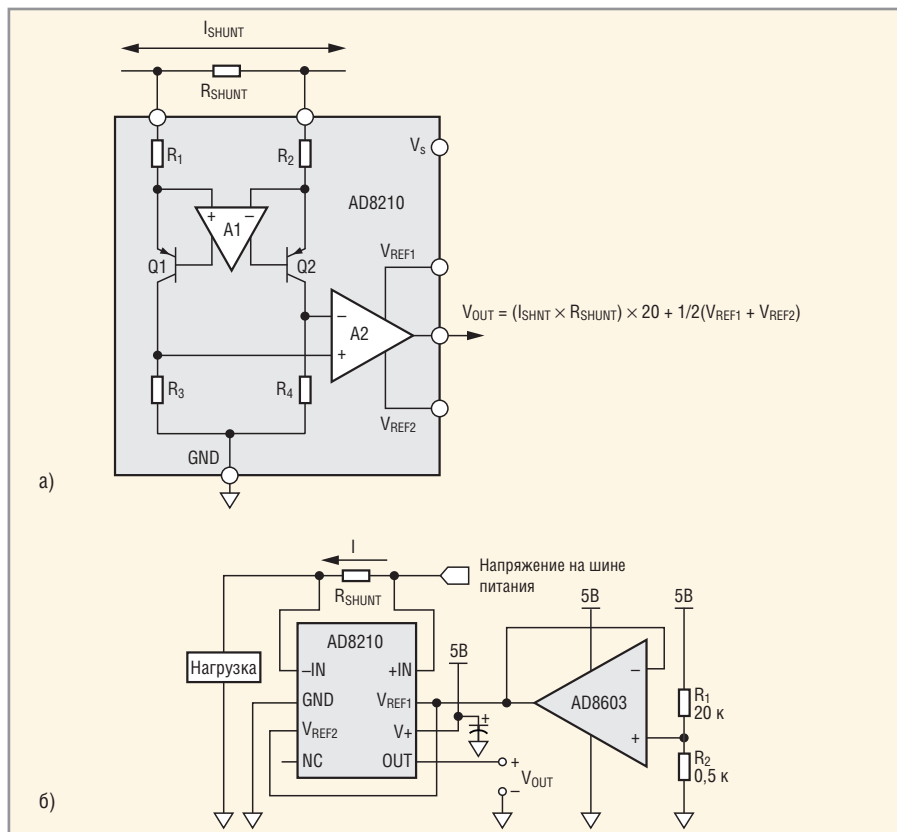 ISHUNT
RSHUNT
R1
R2
Vs
AD8210
+ −
A1
Q1
Q2
VREF1
−
A2
+
VOUT = (ISHNT × RSHUNT) × 20 + 1/2(VREF1 + VREF2)
R3
R4
VREF2
GND
а)
I
Напряжение на шине
питания
RSHUNT
AD8210
5В
5В
5В
Нагрузка
–IN
+IN
GND
VREF1
VREF2
V+
NC
OUT
+
−
AD8603
+
R1
20 к
R2
0,5 к
+
VOUT
−
б)